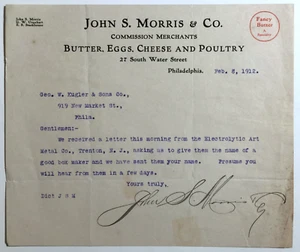 John S. Morris
JOHN S. MORRIS & CO.
COMMISSION MERCHANTS
BUTTER, EGGS, CHEESE AND POULTRY
27 SOUTH WATER STREET
Fancy
Butter
a
Specialty
Philadelphia. Feb. 8, 1912.
Geo. W. Kugler & Sons Co.,
919 New Market St.,
Phila.
Gentlemen:-
We received a letter this morning from the Electrolytic Art
Metal Co., Trenton, N. J., asking us to give them the name of a
good box maker and we have sent them your name. Presume you
will hear from them in a few days.
Yours truly,
John S. Morris & Co.